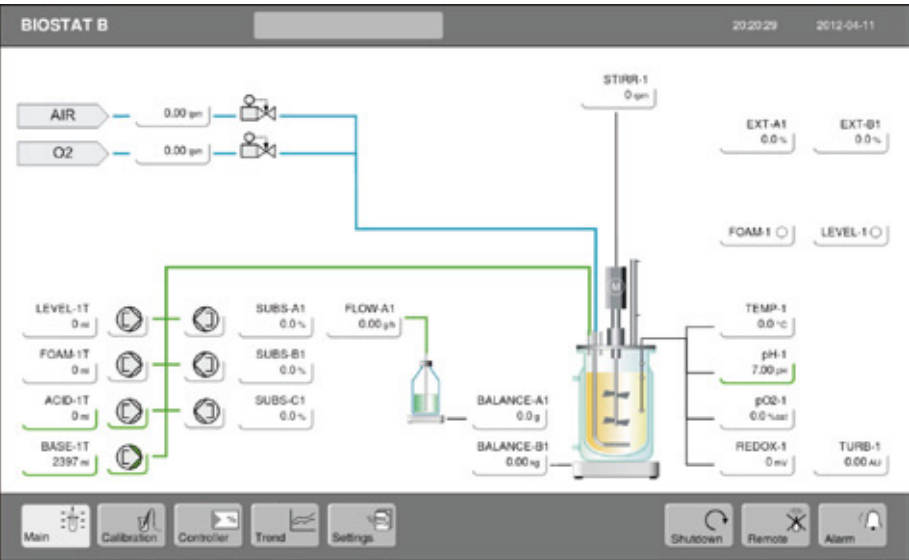 BIOSTAT B
20:20:29 2012-04-11
STIRR-1
0 rpm
AIR 0.00 lpm
O2 0.00 lpm
EXT-A1 EXT-B1
0.0 % 0.0 %
FOAM-1 LEVEL-1
LEVEL-1T SUBS-A1 FLOW-A1 TEMP-1
0 ml 0.0 % 0.00 g/h 0.0 °C
FOAM-1T SUBS-B1 pH-1
0 ml 0.0 % 7.00 pH
M
ACID-1T SUBS-C1 BALANCE-A1 pO2-1
0 ml 0.0 % 0.0 g 0.0 %sat
BASE-1T BALANCE-B1 REDOX-1 TURB-1
2397 ml 0.00 kg 0 mV 0.00 AU
Main Calibration Controller Trend Settings Shutdown Remote Alarm